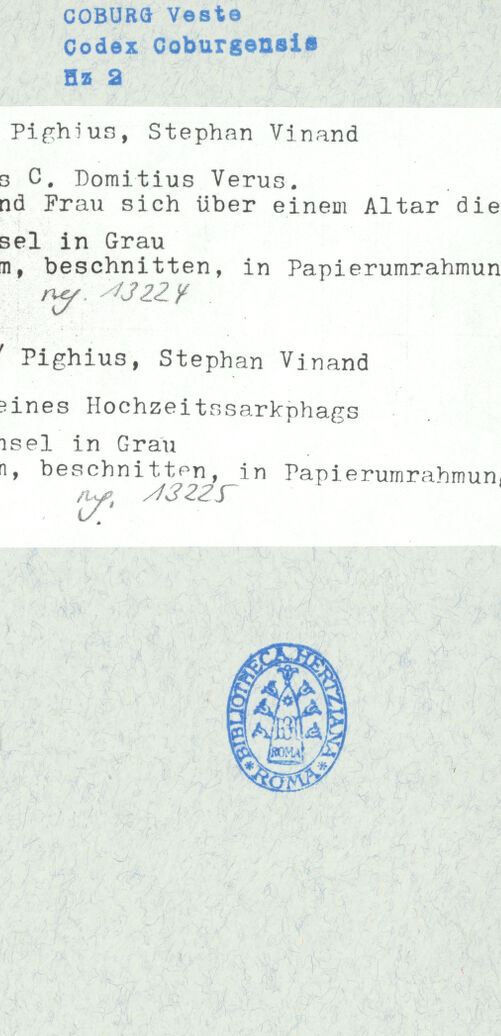 COBURG Veste
Codex Coburgensis
Hz 2
Pighius, Stephan Vinand
s C. Domitius Verus.
nd Frau sich über einem Altar die
sel in Grau
m, beschnitten, in Papierumrahmun
neg. 13224
/ Pighius, Stephan Vinand
eines Hochzeitssarkphags
nsel in Grau
m, beschnitten, in Papierumrahmung
neg. 13225
BIBLIOTHECA HERTZIANA
ROMA
* ROMA *